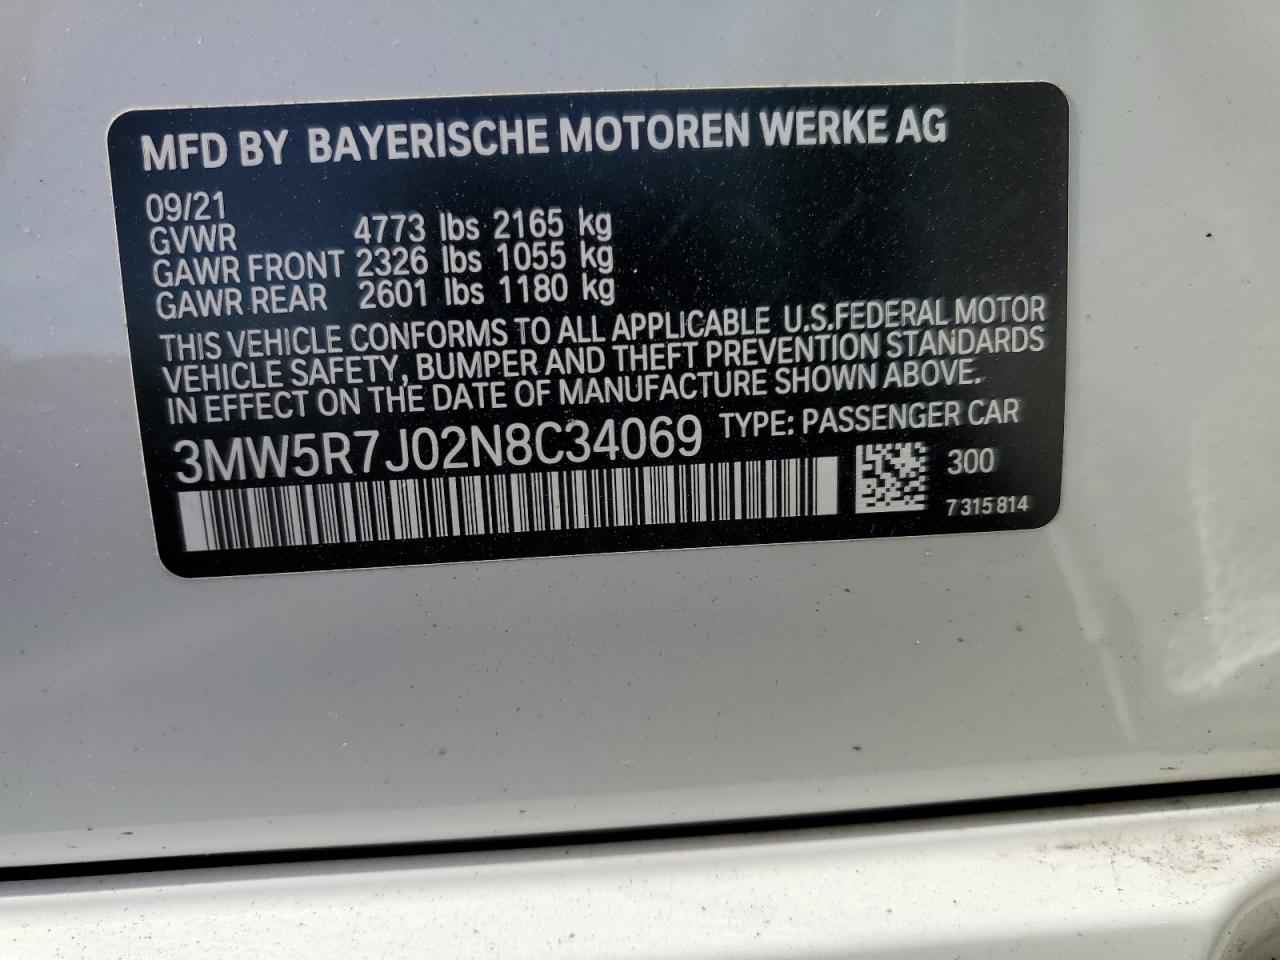 MFD BY BAYERISCHE MOTOREN WERKE AG
09/21
GVWR 4773 lbs 2165 kg
GAWR FRONT 2326 lbs 1055 kg
GAWR REAR 2601 lbs 1180 kg
THIS VEHICLE CONFORMS TO ALL APPLICABLE U.S.FEDERAL MOTOR
VEHICLE SAFETY, BUMPER AND THEFT PREVENTION STANDARDS
IN EFFECT ON THE DATE OF MANUFACTURE SHOWN ABOVE.
3MW5R7J02N8C34069 TYPE: PASSENGER CAR
300
7 315 814